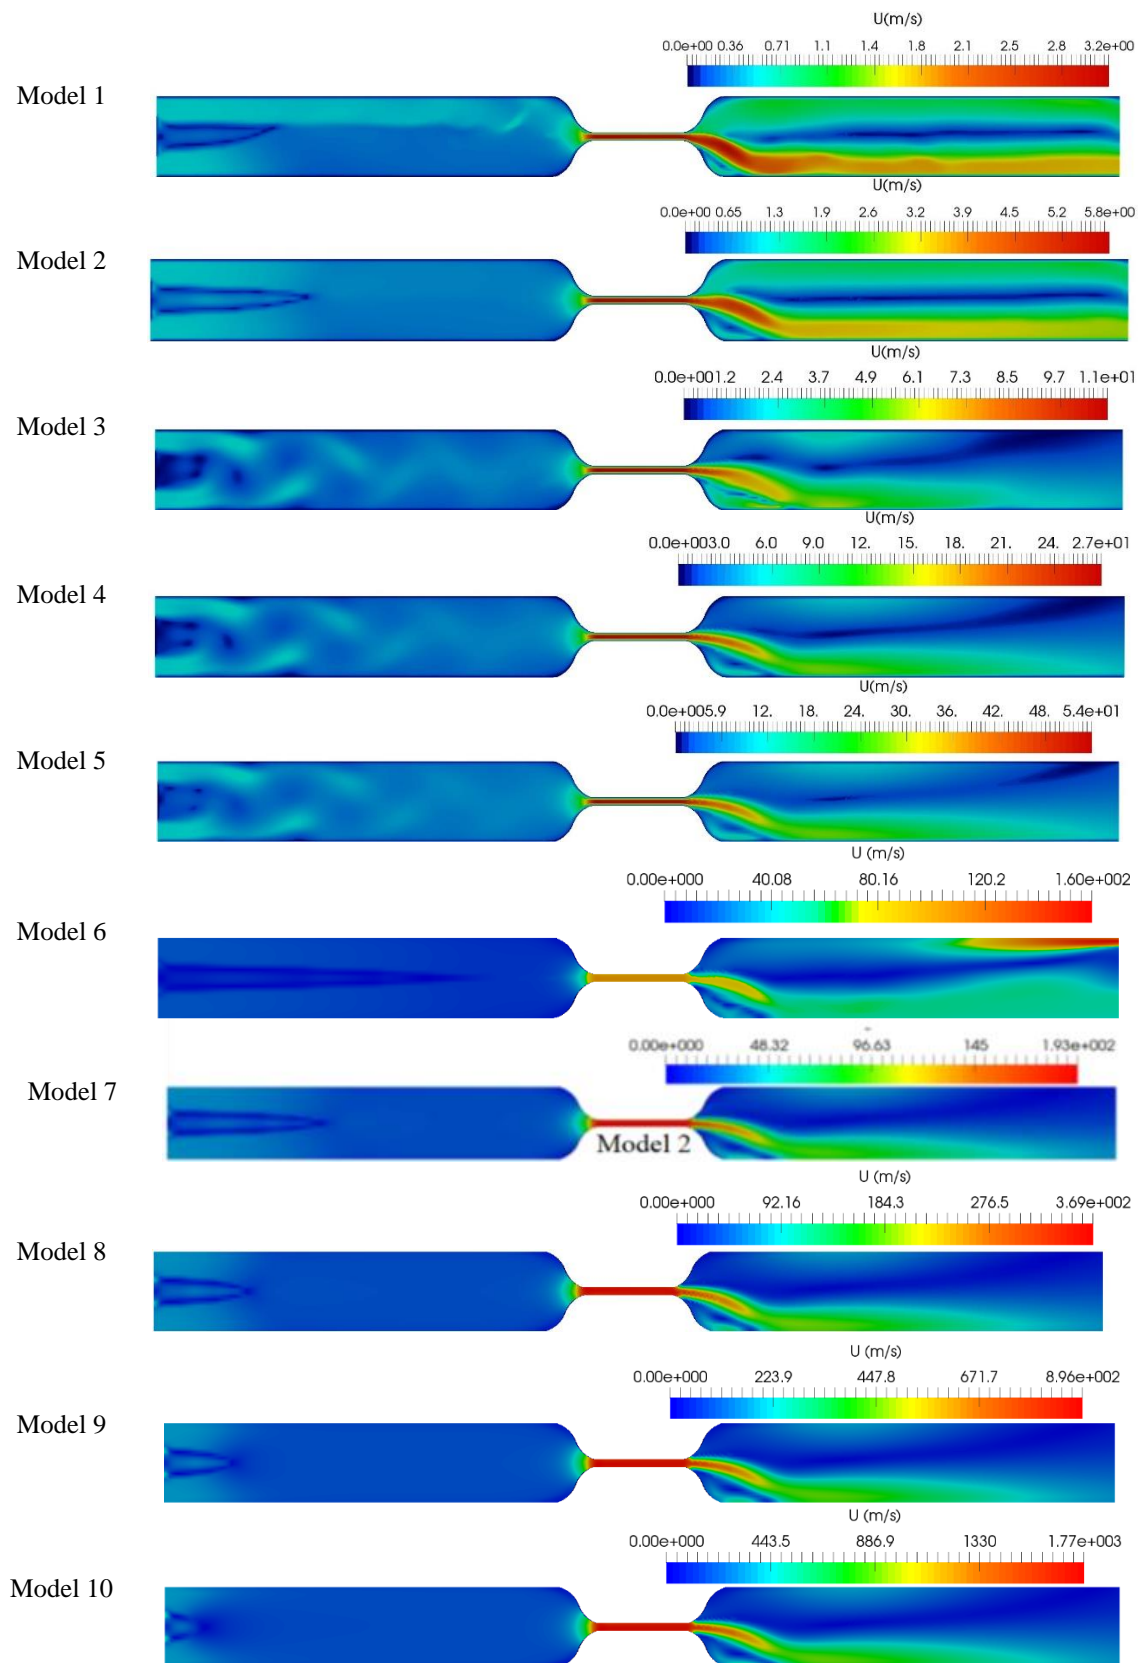 U(m/s)
0.0e+00 0.36 0.71 1.1 1.4 1.8 2.1 2.5 2.8 3.2e+00
Model 1
U(m/s)
0.0e+00 0.65 1.3 1.9 2.6 3.2 3.9 4.5 5.2 5.8e+00
Model 2
U(m/s)
0.0e+001.2 2.4 3.7 4.9 6.1 7.3 8.5 9.7 1.1e+01
Model 3
U(m/s)
0.0e+003.0 6.0 9.0 12. 15. 18. 21. 24. 2.7e+01
Model 4
U(m/s)
0.0e+005.9 12. 18. 24. 30. 36. 42. 48. 5.4e+01
Model 5
U (m/s)
0.00e+000 40.08 80.16 120.2 1.60e+002
Model 6
0.00e+000 48.32 96.63 145 1.93e+002
Model 7
Model 2
U (m/s)
0.00e+000 92.16 184.3 276.5 3.69e+002
Model 8
U (m/s)
0.00e+000 223.9 447.8 671.7 8.96e+002
Model 9
U (m/s)
0.00e+000 443.5 886.9 1330 1.77e+003
Model 10